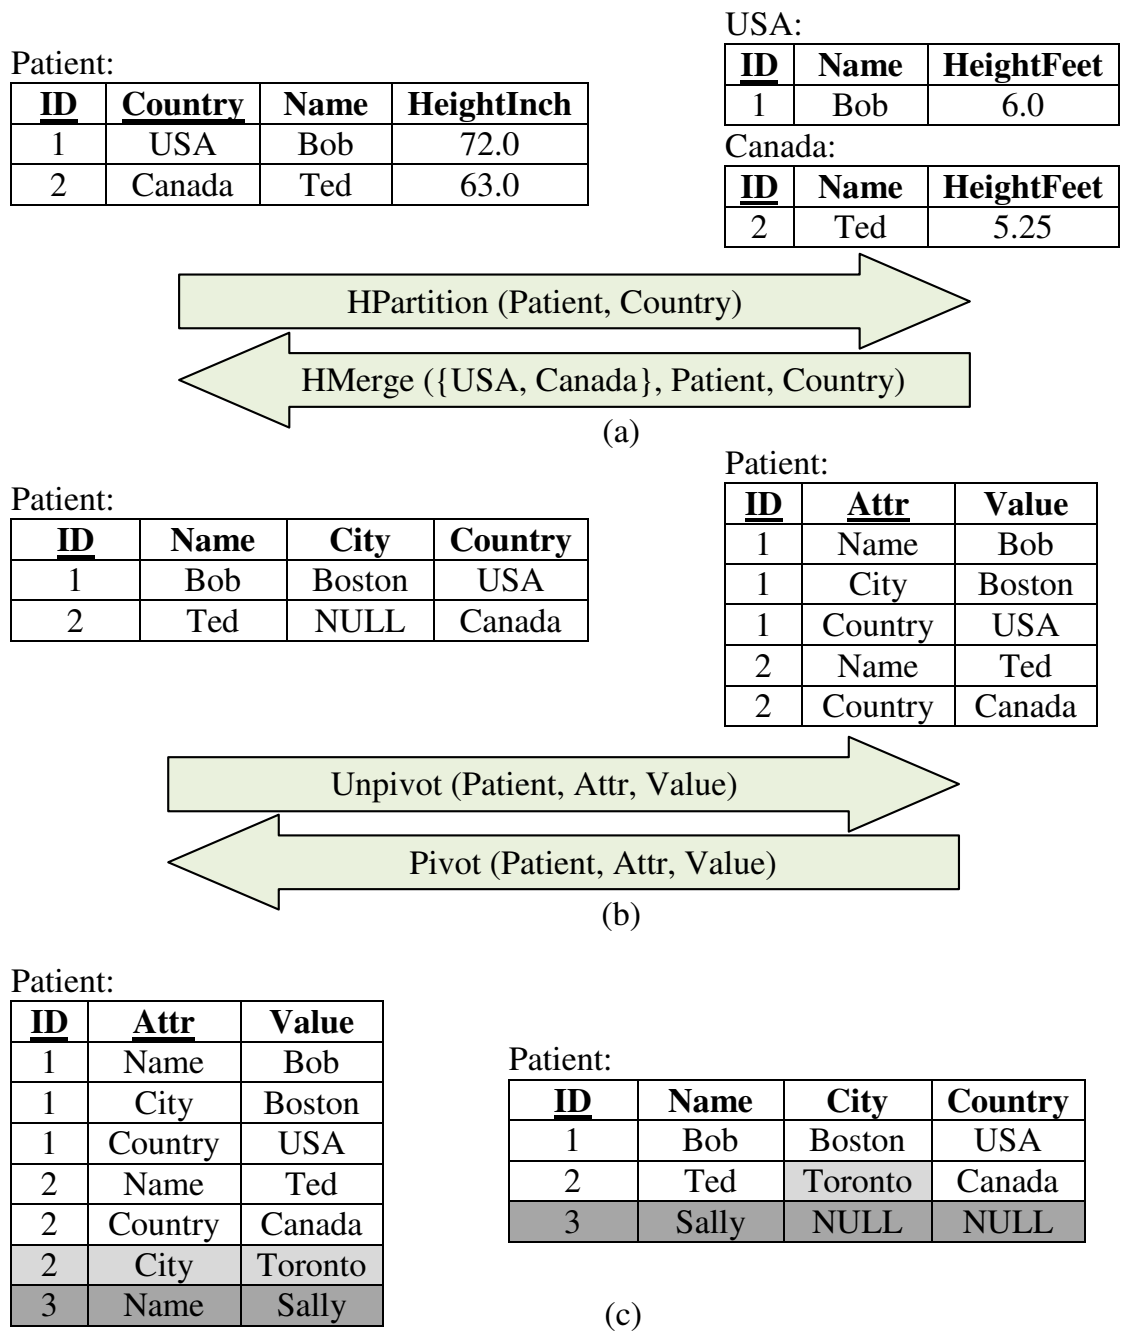 Patient:
ID Country Name HeightInch
1 USA Bob 72.0
2 Canada Ted 63.0
USA:
ID Name HeightFeet
1 Bob 6.0
Canada:
ID Name HeightFeet
2 Ted 5.25
HPartition (Patient, Country)
HMerge ({USA, Canada}, Patient, Country)
(a)
Patient:
ID Name City Country
1 Bob Boston USA
2 Ted NULL Canada
Patient:
ID Attr Value
1 Name Bob
1 City Boston
1 Country USA
2 Name Ted
2 Country Canada
Unpivot (Patient, Attr, Value)
Pivot (Patient, Attr, Value)
(b)
Patient:
ID Attr Value
1 Name Bob
1 City Boston
1 Country USA
2 Name Ted
2 Country Canada
2 City Toronto
3 Name Sally
Patient:
ID Name City Country
1 Bob Boston USA
2 Ted Toronto Canada
3 Sally NULL NULL
(c)